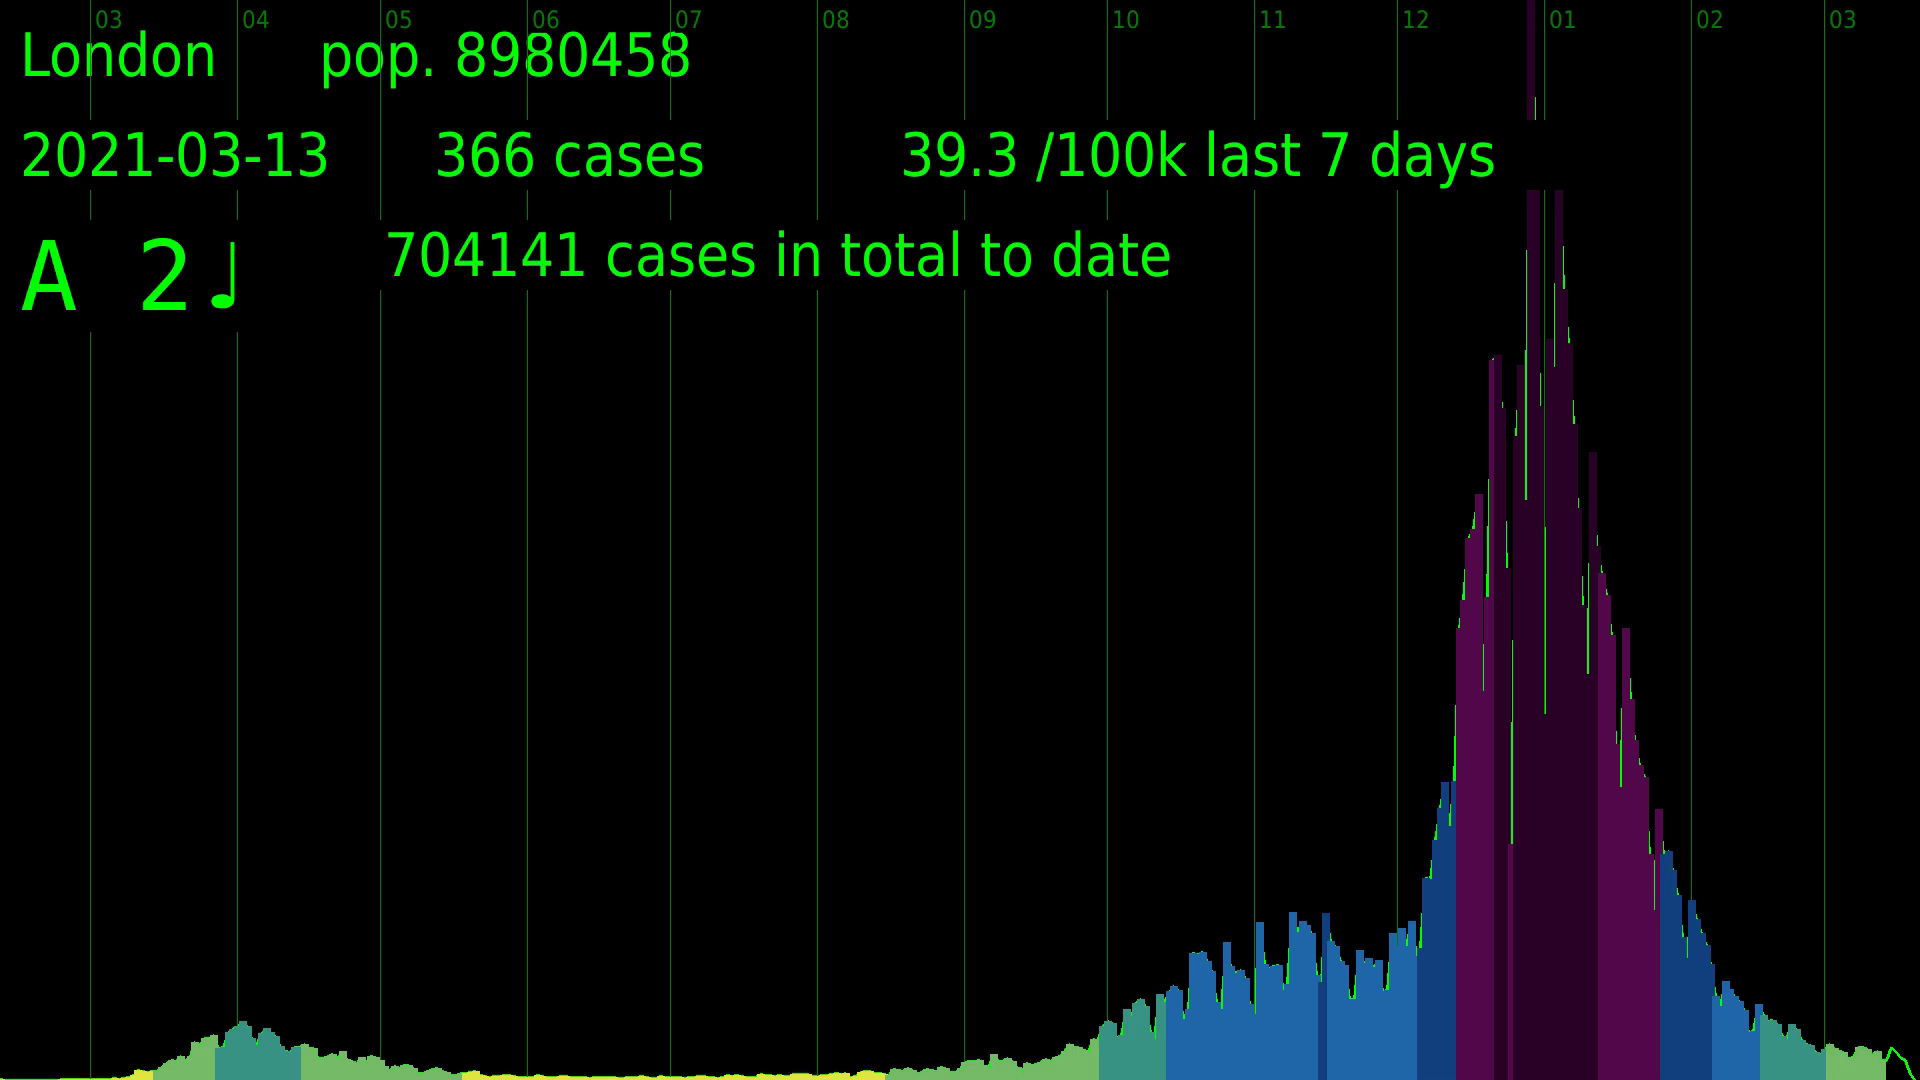 03 04 05 06 07 08 09 10 11 12 01 02 03
London pop. 8980458
2021-03-13 366 cases 39.3 /100k last 7 days
A 2♩ 704141 cases in total to date